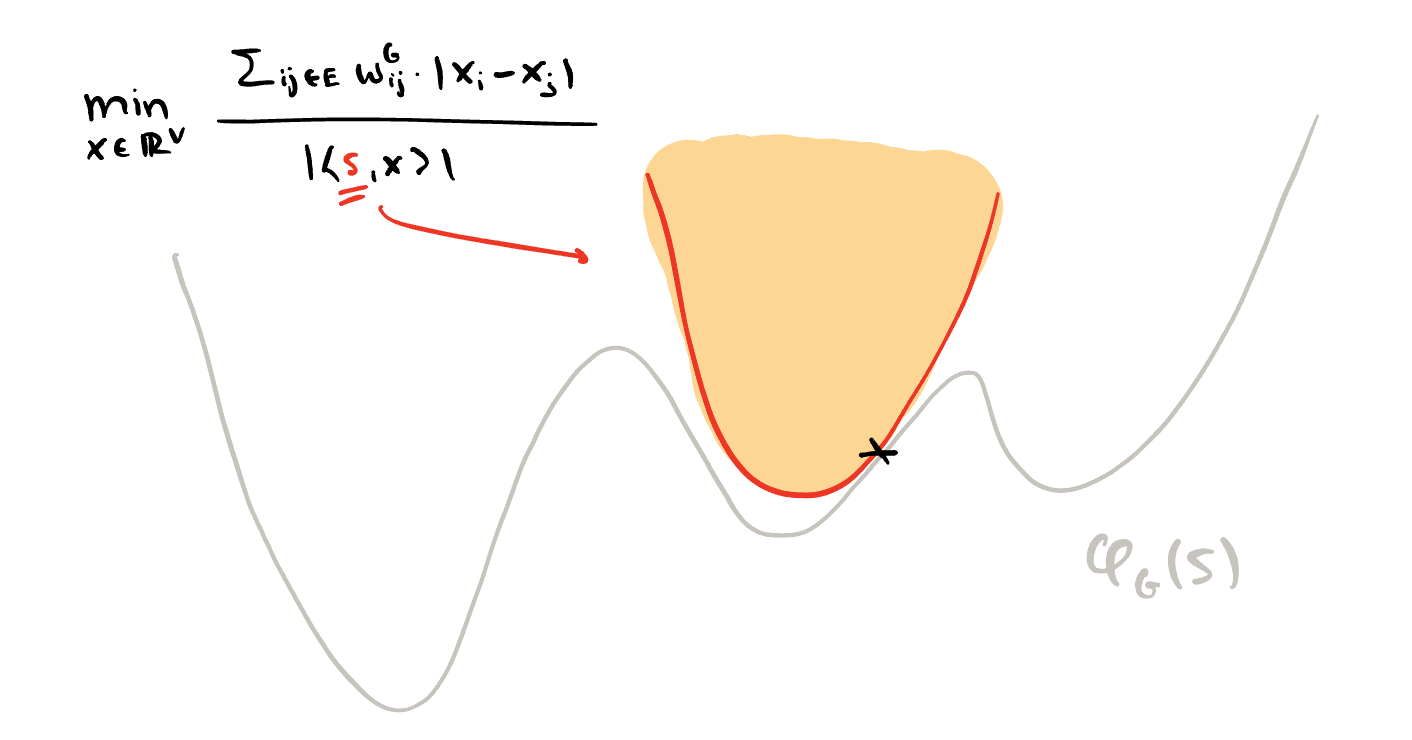 min x∈ℝ^V Σ_{ij∈E} w^G_{ij} · |x_i − x_j|
|⟨s, x⟩|
φ_G(S)